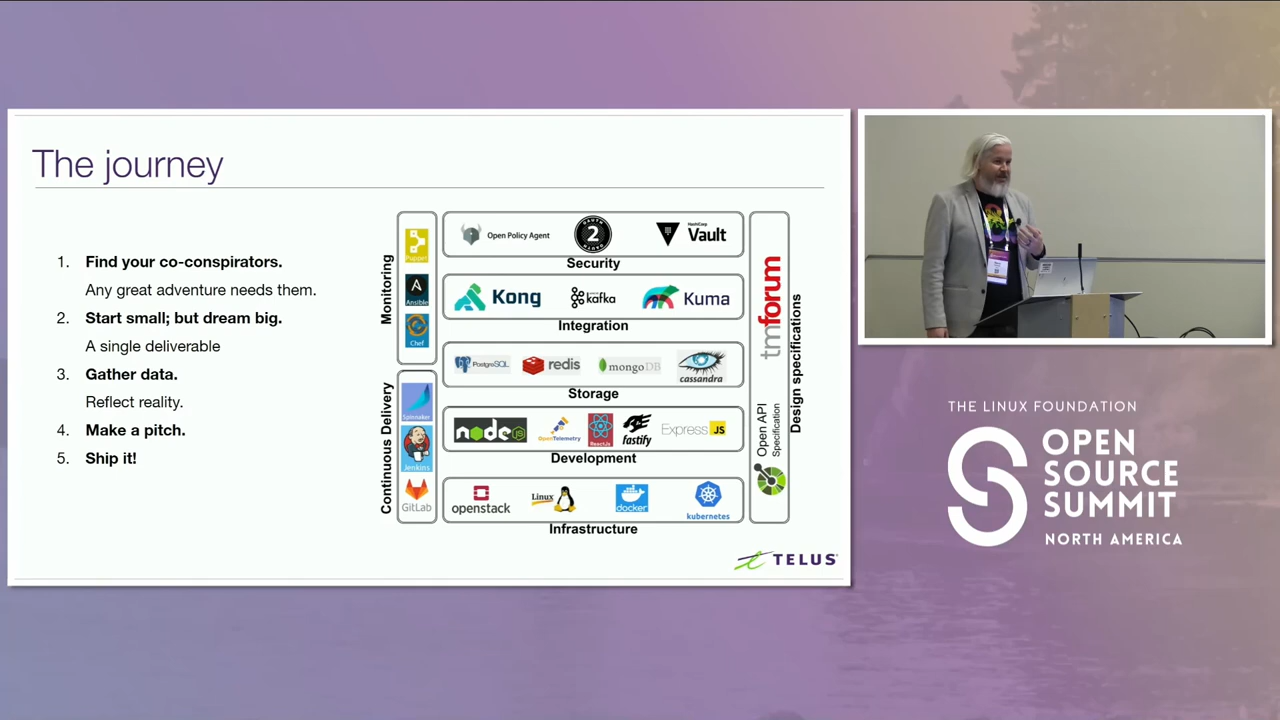 The journey
1. Find your co-conspirators.
Any great adventure needs them.
2. Start small; but dream big.
A single deliverable
3. Gather data.
Reflect reality.
4. Make a pitch.
5. Ship it!
Monitoring
Puppet
Ansible
Chef
Continuous Delivery
Spinnaker
Jenkins
GitLab
Open Policy Agent
2
HashiCorp
Vault
Security
Kong
kafka
Kuma
Integration
PostgreSQL
redis
mongoDB
cassandra
Storage
node
JS
OpenTelemetry
ReactJs
fastify
Express
JS
Development
openstack
Linux
docker
kubernetes
Infrastructure
tmforum
Open API
Specification
Design specifications
TELUS
THE LINUX FOUNDATION
OPEN
SOURCE
SUMMIT
NORTH AMERICA